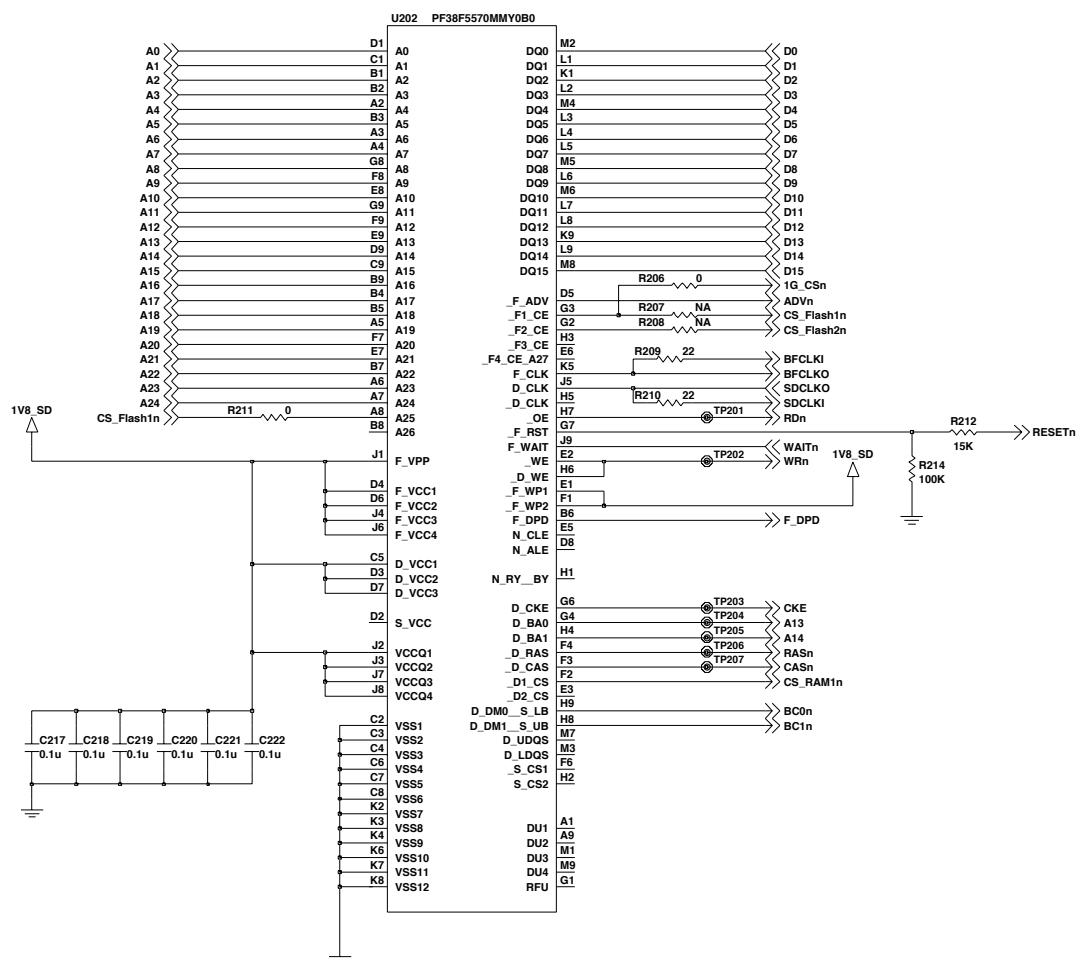 U202 PF38F5570MMY0B0
A0 D1 A0 DQ0 M2 D0
A1 C1 A1 DQ1 L1 D1
A2 B1 A2 DQ2 K1 D2
A3 B2 A3 DQ3 L2 D3
A4 A2 A4 DQ4 M4 D4
A5 B3 A5 DQ5 L3 D5
A6 A3 A6 DQ6 L4 D6
A7 A4 A7 DQ7 L5 D7
A8 G8 A8 DQ8 M5 D8
A9 F8 A9 DQ9 L6 D9
A10 E8 A10 DQ10 M6 D10
A11 G9 A11 DQ11 L7 D11
A12 F9 A12 DQ12 L8 D12
A13 E9 A13 DQ13 K9 D13
A14 D9 A14 DQ14 L9 D14
A15 C9 A15 DQ15 M8 D15
A16 B9 A16 R206 0 1G_CSn
A17 B4 A17 _F_ADV D5 ADVn
A18 B5 A18 _F1_CE G3 R207 NA CS_Flash1n
A19 A5 A19 _F2_CE G2 R208 NA CS_Flash2n
A20 F7 A20 _F3_CE H3
A21 E7 A21 _F4_CE_A27 E6 R209 22 BFCLKI
A22 B7 A22 F_CLK K5 BFCLKO
A23 A6 A23 D_CLK J5 SDCLKO
A24 A7 A24 _D_CLK H5 R210 22 SDCLKI
CS_Flash1n R211 0 A8 A25 _OE H7 TP201 RDn
1V8_SD
B8 A26 _F_RST G7 R212 15K RESETn
F_WAIT J9 WAITn
J1 F_VPP _WE E2 TP202 WRn
1V8_SD
R214 100K
_D_WE H6
D4 F_VCC1 _F_WP1 E1
D6 F_VCC2 _F_WP2 F1
J4 F_VCC3 F_DPD B6 F_DPD
J6 F_VCC4 N_CLE E5
N_ALE D8
C5 D_VCC1
D3 D_VCC2 N_RY__BY H1
D7 D_VCC3
D_CKE G6 TP203 CKE
D2 S_VCC D_BA0 G4 TP204 A13
D_BA1 H4 TP205 A14
J2 VCCQ1 _D_RAS F4 TP206 RASn
J3 VCCQ2 _D_CAS F3 TP207 CASn
J7 VCCQ3 _D1_CS F2 CS_RAM1n
J8 VCCQ4 _D2_CS E3
D_DM0__S_LB H9 BC0n
C2 VSS1 D_DM1__S_UB H8 BC1n
C3 VSS2 D_UDQS M7
C4 VSS3 D_LDQS M3
C6 VSS4 _S_CS1 F6
C7 VSS5 S_CS2 H2
C217 C218 C219 C220 C221 C222
0.1u 0.1u 0.1u 0.1u 0.1u 0.1u
C8 VSS6
K2 VSS7
K3 VSS8 DU1 A1
K4 VSS9 DU2 A9
K6 VSS10 DU3 M1
K7 VSS11 DU4 M9
K8 VSS12 RFU G1